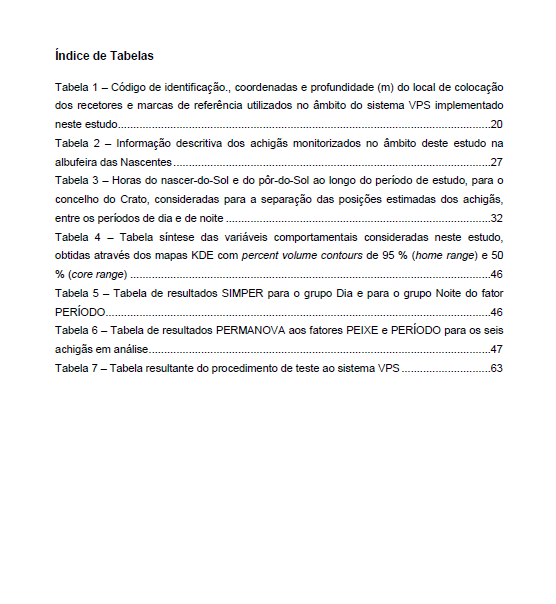 Índice de Tabelas
Tabela 1 – Código de identificação., coordenadas e profundidade (m) do local de colocação
dos recetores e marcas de referência utilizados no âmbito do sistema VPS implementado
neste estudo...........................................................................................................................20
Tabela 2 – Informação descritiva dos achigãs monitorizados no âmbito deste estudo na
albufeira das Nascentes........................................................................................................27
Tabela 3 – Horas do nascer-do-Sol e do pôr-do-Sol ao longo do período de estudo, para o
concelho do Crato, consideradas para a separação das posições estimadas dos achigãs,
entre os períodos de dia e de noite .......................................................................................32
Tabela 4 – Tabela síntese das variáveis comportamentais consideradas neste estudo,
obtidas através dos mapas KDE com percent volume contours de 95 % (home range) e 50
% (core range) ......................................................................................................................46
Tabela 5 – Tabela de resultados SIMPER para o grupo Dia e para o grupo Noite do fator
PERÍODO..............................................................................................................................46
Tabela 6 – Tabela de resultados PERMANOVA aos fatores PEIXE e PERÍODO para os seis
achigã em análise.................................................................................................................47
Tabela 7 – Tabela resultante do procedimento de teste ao sistema VPS.............................63